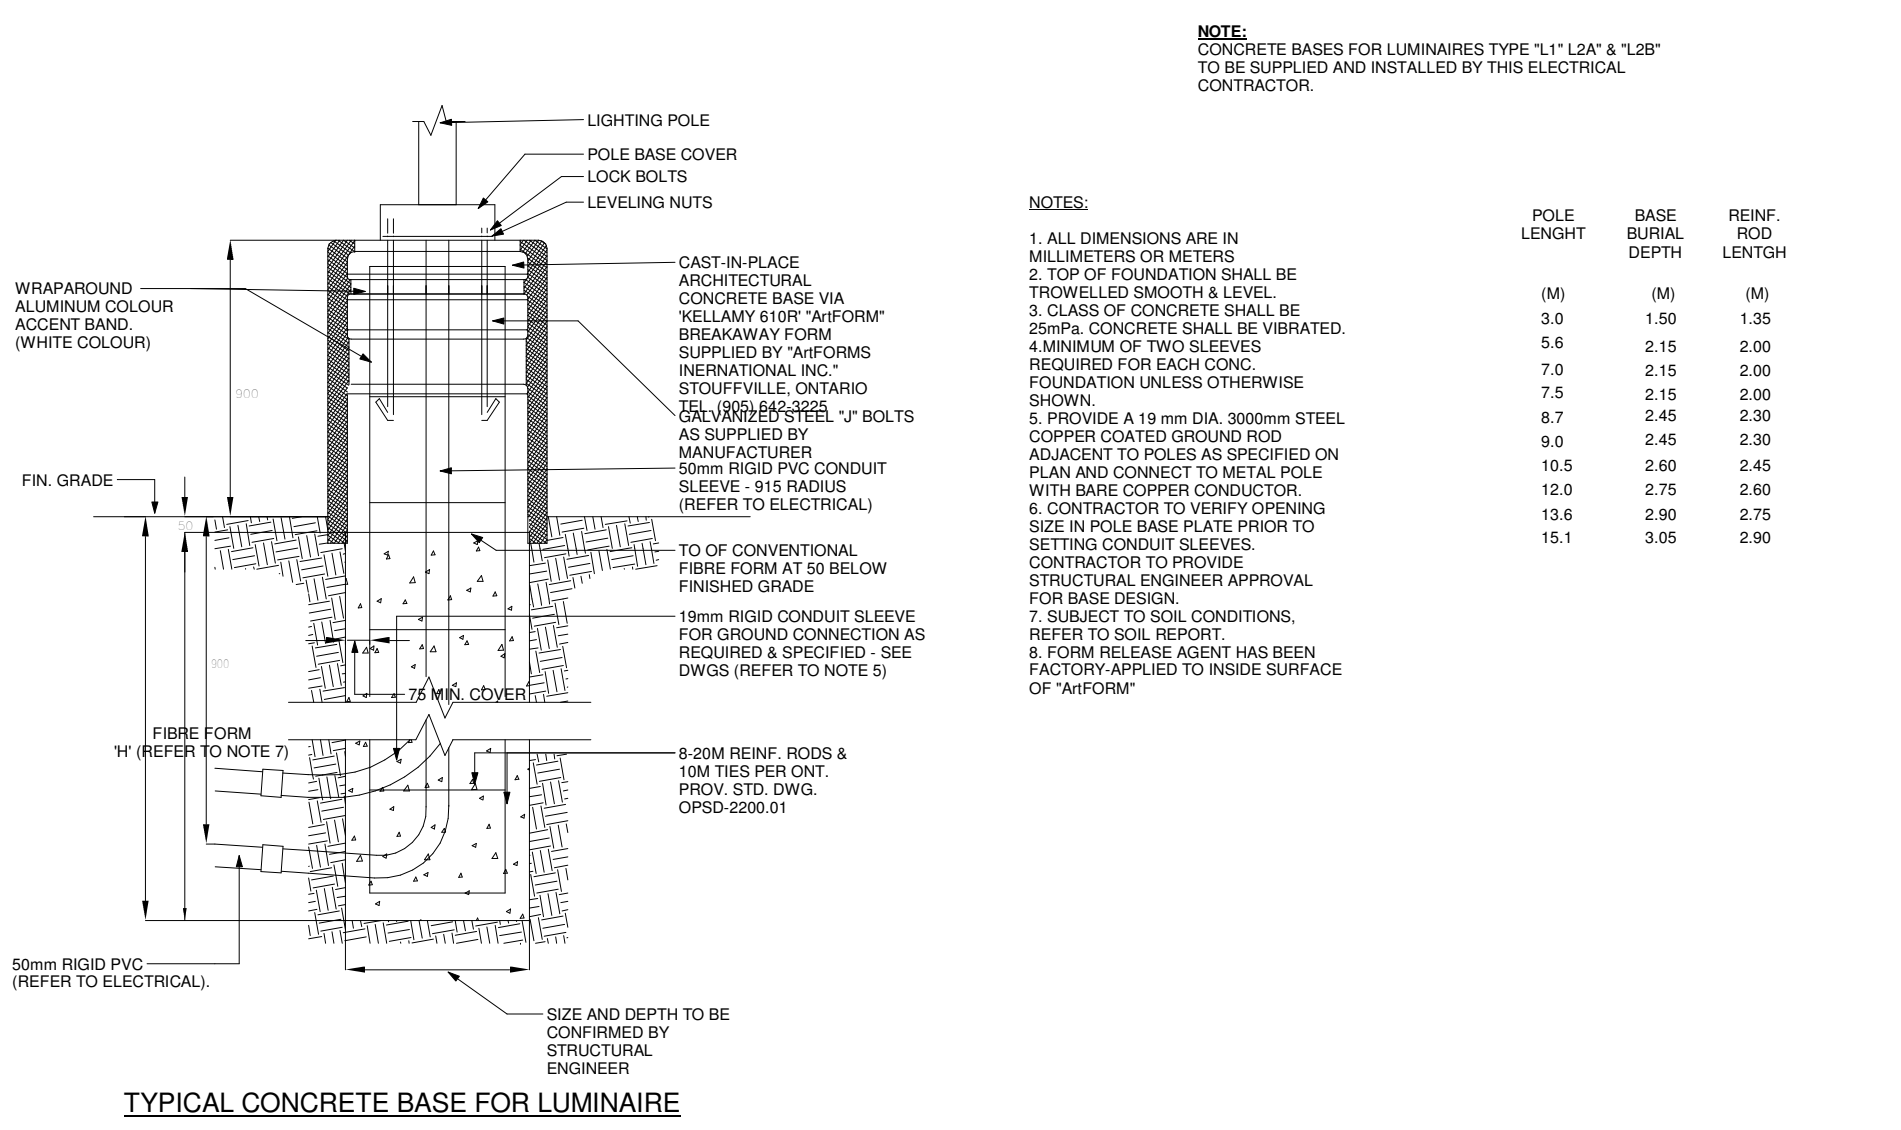 NOTE:
CONCRETE BASES FOR LUMINAIRES TYPE "L1" L2A" & "L2B"
TO BE SUPPLIED AND INSTALLED BY THIS ELECTRICAL
CONTRACTOR.
LIGHTING POLE
POLE BASE COVER
LOCK BOLTS
LEVELING NUTS
CAST-IN-PLACE
ARCHITECTURAL
CONCRETE BASE VIA
'KELLAMY 610R' "ArtFORM"
BREAKAWAY FORM
SUPPLIED BY "ArtFORMS
INERNATIONAL INC."
STOUFFVILLE, ONTARIO
TEL. (905) 642-3225
GALVANIZED STEEL "J" BOLTS
AS SUPPLIED BY
MANUFACTURER
50mm RIGID PVC CONDUIT
SLEEVE - 915 RADIUS
(REFER TO ELECTRICAL)
TO OF CONVENTIONAL
FIBRE FORM AT 50 BELOW
FINISHED GRADE
19mm RIGID CONDUIT SLEEVE
FOR GROUND CONNECTION AS
REQUIRED & SPECIFIED - SEE
DWGS (REFER TO NOTE 5)
75 MIN. COVER
8-20M REINF. RODS &
10M TIES PER ONT.
PROV. STD. DWG.
OPSD-2200.01
WRAPAROUND
ALUMINUM COLOUR
ACCENT BAND.
(WHITE COLOUR)
900
FIN. GRADE
50
900
FIBRE FORM
'H' (REFER TO NOTE 7)
50mm RIGID PVC
(REFER TO ELECTRICAL).
SIZE AND DEPTH TO BE
CONFIRMED BY
STRUCTURAL
ENGINEER
TYPICAL CONCRETE BASE FOR LUMINAIRE
NOTES:
1. ALL DIMENSIONS ARE IN
MILLIMETERS OR METERS
2. TOP OF FOUNDATION SHALL BE
TROWELLED SMOOTH & LEVEL.
3. CLASS OF CONCRETE SHALL BE
25mPa. CONCRETE SHALL BE VIBRATED.
4.MINIMUM OF TWO SLEEVES
REQUIRED FOR EACH CONC.
FOUNDATION UNLESS OTHERWISE
SHOWN.
5. PROVIDE A 19 mm DIA. 3000mm STEEL
COPPER COATED GROUND ROD
ADJACENT TO POLES AS SPECIFIED ON
PLAN AND CONNECT TO METAL POLE
WITH BARE COPPER CONDUCTOR.
6. CONTRACTOR TO VERIFY OPENING
SIZE IN POLE BASE PLATE PRIOR TO
SETTING CONDUIT SLEEVES.
CONTRACTOR TO PROVIDE
STRUCTURAL ENGINEER APPROVAL
FOR BASE DESIGN.
7. SUBJECT TO SOIL CONDITIONS,
REFER TO SOIL REPORT.
8. FORM RELEASE AGENT HAS BEEN
FACTORY-APPLIED TO INSIDE SURFACE
OF "ArtFORM"
POLE BASE REINF.
LENGHT BURIAL ROD
DEPTH LENTGH
(M) (M) (M)
3.0 1.50 1.35
5.6 2.15 2.00
7.0 2.15 2.00
7.5 2.15 2.00
8.7 2.45 2.30
9.0 2.45 2.30
10.5 2.60 2.45
12.0 2.75 2.60
13.6 2.90 2.75
15.1 3.05 2.90